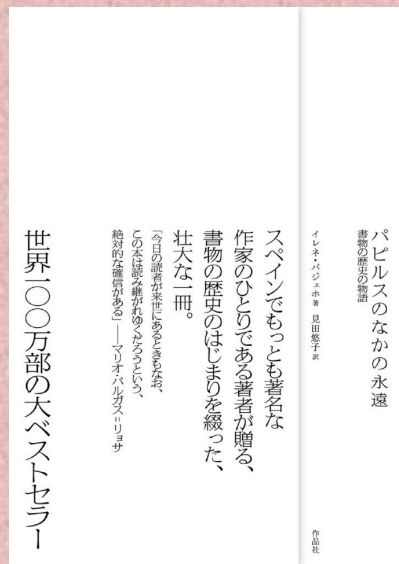 パピルスのなかの永遠
書物の歴史の物語
イレネ・バジェホ著　見田悠子訳
作品社
スペインでもっとも著名な
作家のひとりである著者が贈る、
書物の歴史のはじまりを綴った、
壮大な一冊。
「今日の読者が来世にあるときもなお、
この本は読み継がれゆくだろうという、
絶対的な確信がある」――マリオ・バルガス=リョサ
世界一〇〇万部の大ベストセラー